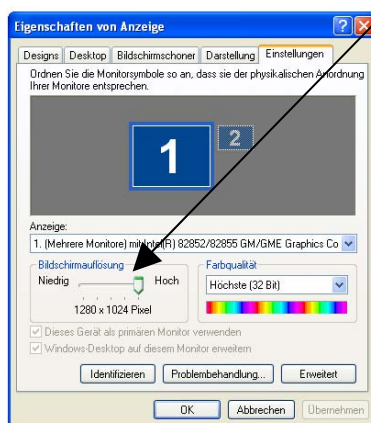 Eigenschaften von Anzeige
Designs Desktop Bildschirmschoner Darstellung Einstellungen
Ordnen Sie die Monitorsymbole so an, dass sie der physikalischen Anordnung
Ihrer Monitore entsprechen.
1 2
Anzeige:
1. (Mehrere Monitore) mit Intel(R) 82852/82855 GM/GME Graphics Co
Bildschirmauflösung Farbqualität
Niedrig Hoch Höchste (32 Bit)
1280 x 1024 Pixel
Dieses Gerät als primären Monitor verwenden
Windows-Desktop auf diesem Monitor erweitern
Identifizieren Problembehandlung... Erweitert
OK Abbrechen Übernehmen